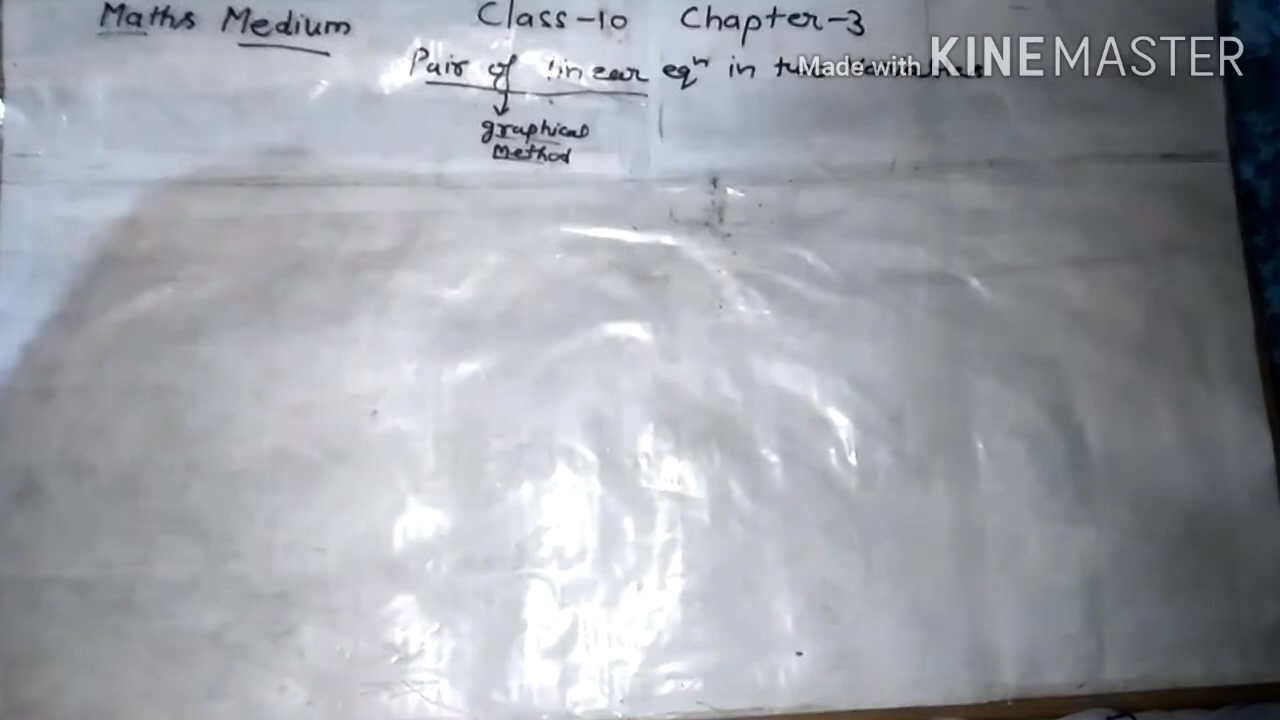 Maths Medium Class-10 Chapter-3
Pair of linear eqⁿ in
Made with KINEMASTER
graphical
Method